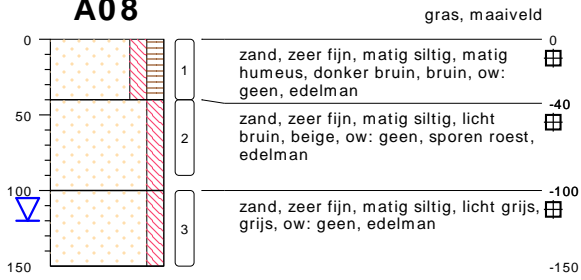 A08
gras, maaiveld
0
0
zand, zeer fijn, matig siltig, matig
humeus, donker bruin, bruin, ow:
geen, edelman
1
-40
50
zand, zeer fijn, matig siltig, licht
bruin, beige, ow: geen, sporen roest,
edelman
2
100
-100
zand, zeer fijn, matig siltig, licht grijs,
grijs, ow: geen, edelman
3
150
-150